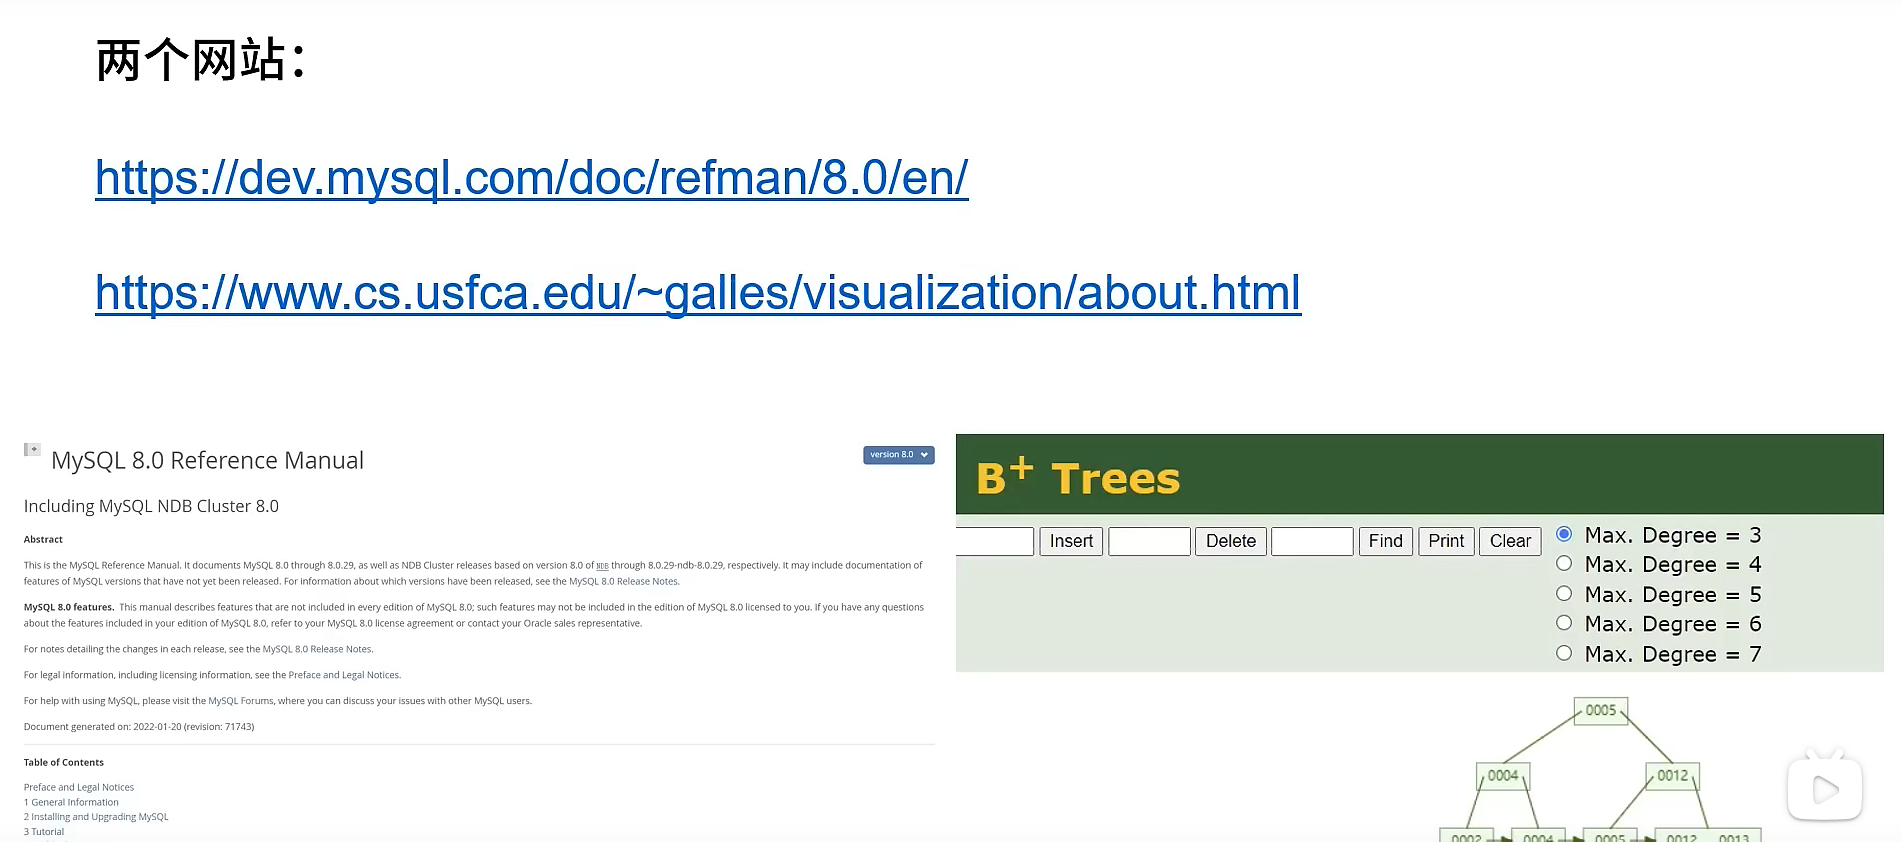 两个网站：
https://dev.mysql.com/doc/refman/8.0/en/
https://www.cs.usfca.edu/~galles/visualization/about.html
MySQL 8.0 Reference Manual
version 8.0
Including MySQL NDB Cluster 8.0
Abstract
This is the MySQL Reference Manual. It documents MySQL 8.0 through 8.0.29, as well as NDB Cluster releases based on version 8.0 of NDB through 8.0.29-ndb-8.0.29, respectively. It may include documentation of
features of MySQL versions that have not yet been released. For information about which versions have been released, see the MySQL 8.0 Release Notes.
MySQL 8.0 features. This manual describes features that are not included in every edition of MySQL 8.0; such features may not be included in the edition of MySQL 8.0 licensed to you. If you have any questions
about the features included in your edition of MySQL 8.0, refer to your MySQL 8.0 license agreement or contact your Oracle sales representative.
For notes detailing the changes in each release, see the MySQL 8.0 Release Notes.
For legal information, including licensing information, see the Preface and Legal Notices.
For help with using MySQL, please visit the MySQL Forums, where you can discuss your issues with other MySQL users.
Document generated on: 2022-01-20 (revision: 71743)
Table of Contents
Preface and Legal Notices
1 General Information
2 Installing and Upgrading MySQL
3 Tutorial
B+ Trees
Insert Delete Find Print Clear
Max. Degree = 3
Max. Degree = 4
Max. Degree = 5
Max. Degree = 6
Max. Degree = 7
0005
0004 0012
0002 0004 0005 0012 0013